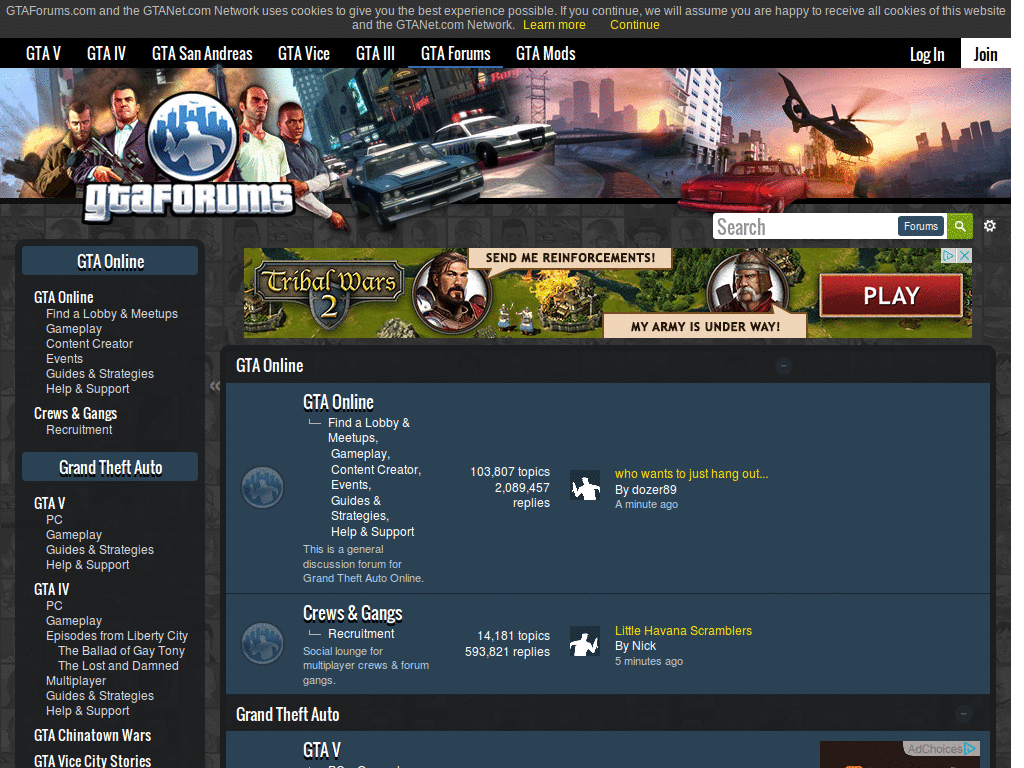 GTAForums.com and the GTANet.com Network uses cookies to give you the best experience possible. If you continue, we will assume you are happy to receive all cookies of this website
and the GTANet.com Network. Learn more Continue
GTA V GTA IV GTA San Andreas GTA Vice GTA III GTA Forums GTA Mods Log In Join
gtaForums
Search Forums
GTA Online
GTA Online
Find a Lobby & Meetups
Gameplay
Content Creator
Events
Guides & Strategies
Help & Support
Crews & Gangs
Recruitment
Grand Theft Auto
GTA V
PC
Gameplay
Guides & Strategies
Help & Support
GTA IV
PC
Gameplay
Episodes from Liberty City
The Ballad of Gay Tony
The Lost and Damned
Multiplayer
Guides & Strategies
Help & Support
GTA Chinatown Wars
GTA Vice City Stories
Tribal Wars
2
SEND ME REINFORCEMENTS!
MY ARMY IS UNDER WAY!
PLAY
GTA Online
GTA Online
Find a Lobby &
Meetups,
Gameplay,
Content Creator,
Events,
Guides &
Strategies,
Help & Support
This is a general
discussion forum for
Grand Theft Auto Online.
103,807 topics
2,089,457
replies
who wants to just hang out...
By dozer89
A minute ago
Crews & Gangs
Recruitment
Social lounge for
multiplayer crews & forum
gangs.
14,181 topics
593,821 replies
Little Havana Scramblers
By Nick
5 minutes ago
Grand Theft Auto
GTA V
AdChoices